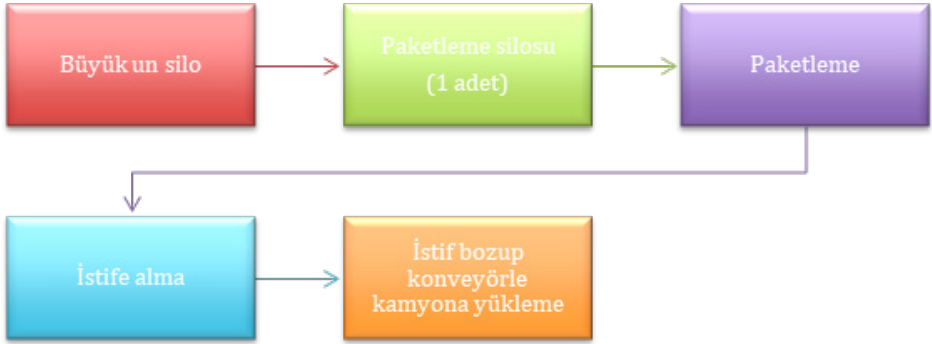 Büyük un silo
Paketleme silosu
(1 adet)
Paketleme
İstife alma
İstif bozup
konveyörle
kamyona yükleme